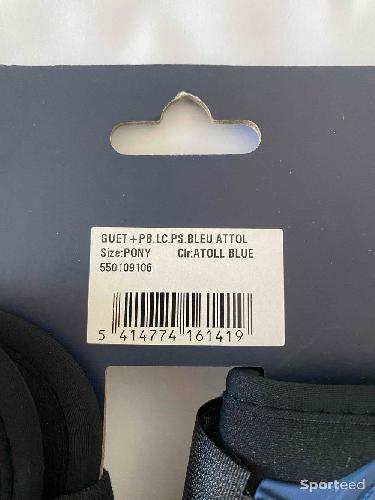 GUET+PB.LC.PS.BLEU ATTOL
Size:PONY Clr:ATOLL BLUE
550109106
5 414774 161419
Sporteed